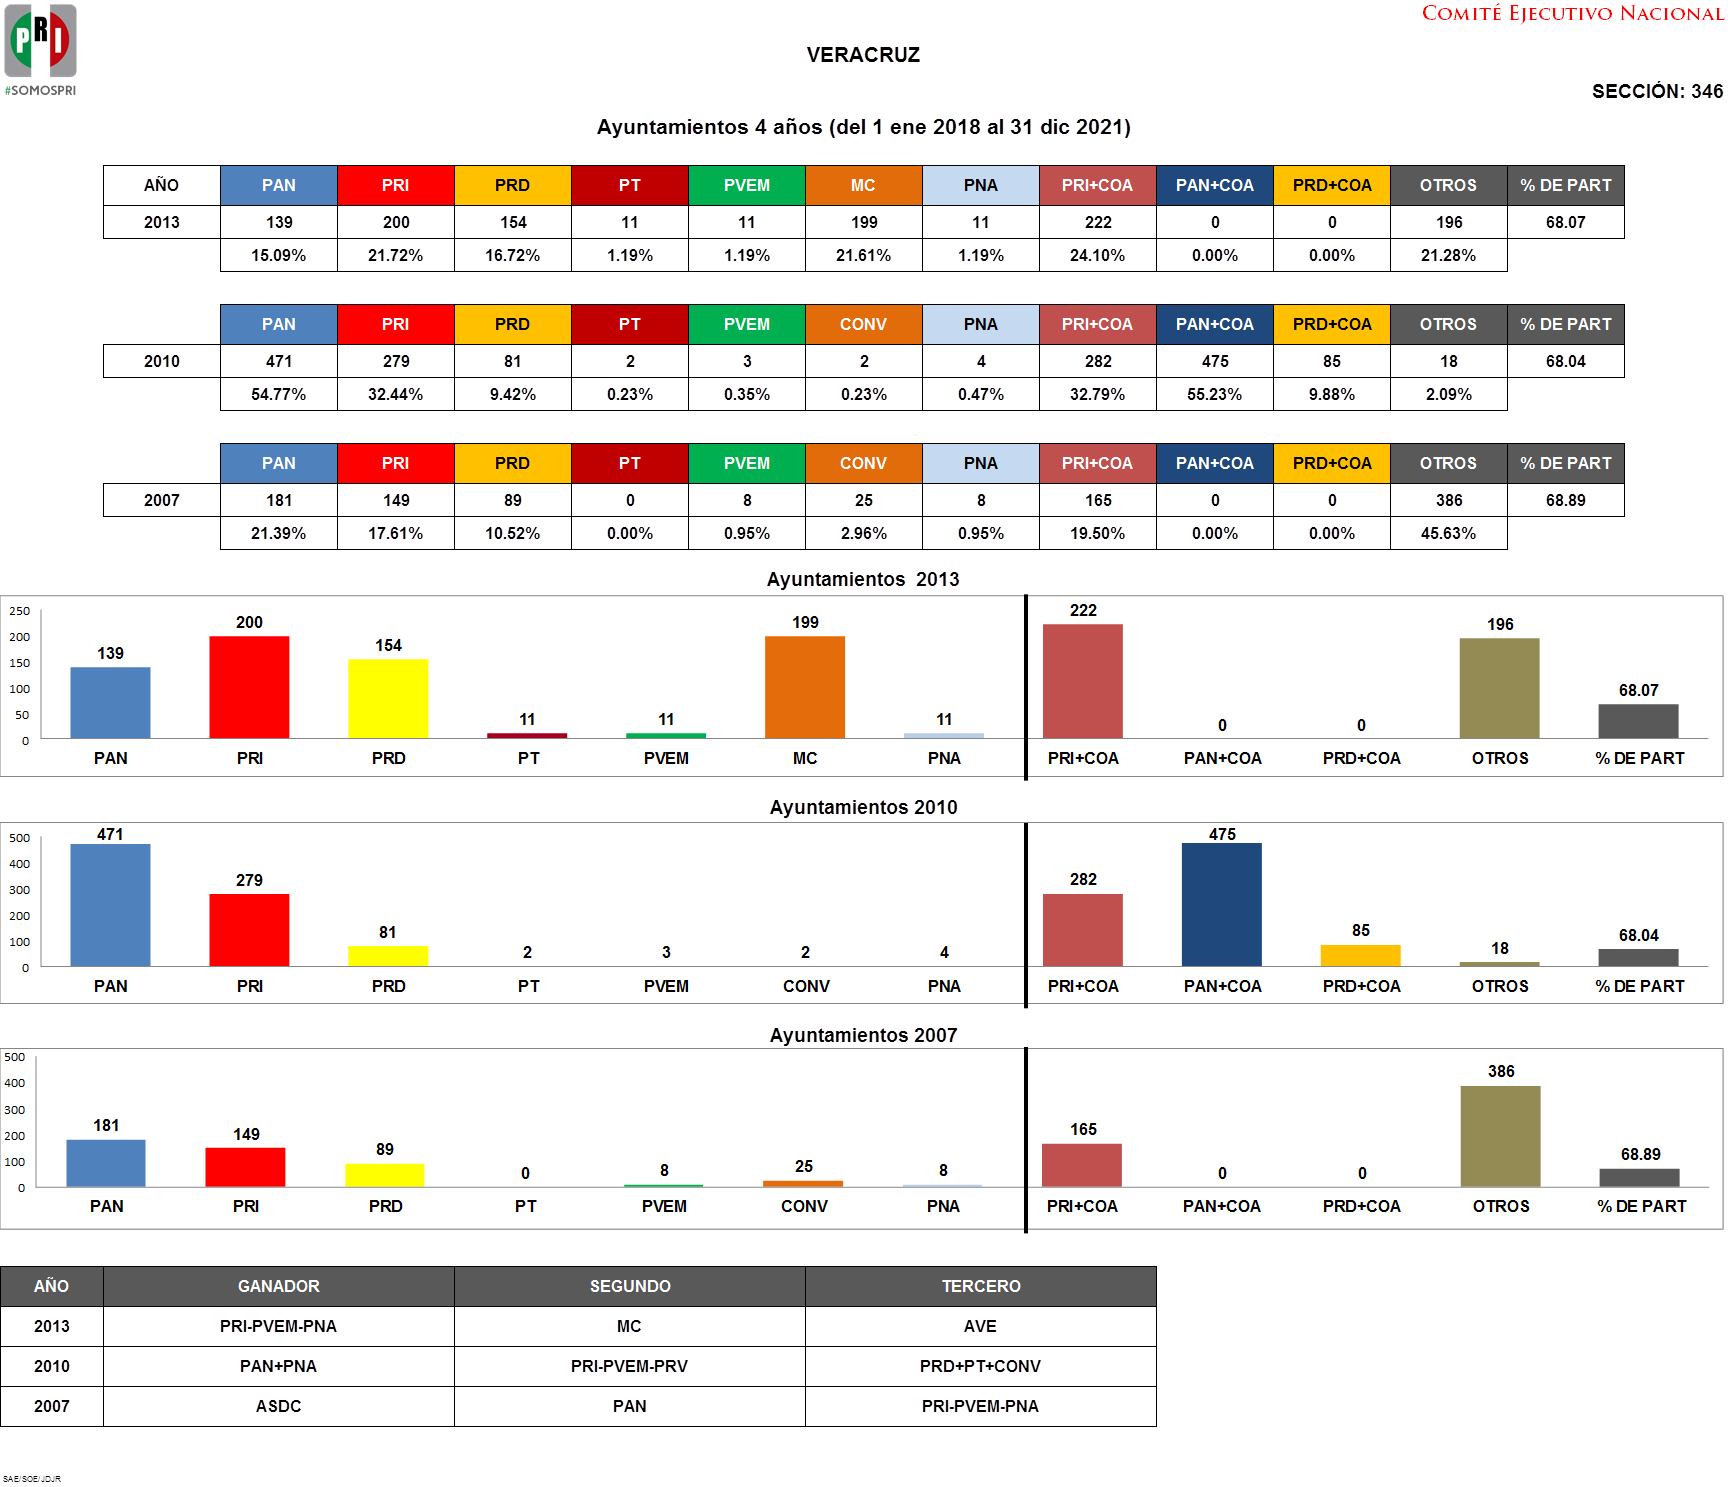 PRI
#SOMOSPRI
COMITÉ EJECUTIVO NACIONAL
VERACRUZ
SECCIÓN: 346
Ayuntamientos 4 años (del 1 ene 2018 al 31 dic 2021)
AÑO PAN PRI PRD PT PVEM MC PNA PRI+COA PAN+COA PRD+COA OTROS % DE PART
2013 139 200 154 11 11 199 11 222 0 0 196 68.07
15.09% 21.72% 16.72% 1.19% 1.19% 21.61% 1.19% 24.10% 0.00% 0.00% 21.28%
PAN PRI PRD PT PVEM CONV PNA PRI+COA PAN+COA PRD+COA OTROS % DE PART
2010 471 279 81 2 3 2 4 282 475 85 18 68.04
54.77% 32.44% 9.42% 0.23% 0.35% 0.23% 0.47% 32.79% 55.23% 9.88% 2.09%
PAN PRI PRD PT PVEM CONV PNA PRI+COA PAN+COA PRD+COA OTROS % DE PART
2007 181 149 89 0 8 25 8 165 0 0 386 68.89
21.39% 17.61% 10.52% 0.00% 0.95% 2.96% 0.95% 19.50% 0.00% 0.00% 45.63%
Ayuntamientos 2013
250
200
150
100
50
0
139 200 154 11 11 199 11 222 0 0 196 68.07
PAN PRI PRD PT PVEM MC PNA PRI+COA PAN+COA PRD+COA OTROS % DE PART
Ayuntamientos 2010
500
400
300
200
100
0
471 279 81 2 3 2 4 282 475 85 18 68.04
PAN PRI PRD PT PVEM CONV PNA PRI+COA PAN+COA PRD+COA OTROS % DE PART
Ayuntamientos 2007
500
400
300
200
100
0
181 149 89 0 8 25 8 165 0 0 386 68.89
PAN PRI PRD PT PVEM CONV PNA PRI+COA PAN+COA PRD+COA OTROS % DE PART
AÑO GANADOR SEGUNDO TERCERO
2013 PRI-PVEM-PNA MC AVE
2010 PAN+PNA PRI-PVEM-PRV PRD+PT+CONV
2007 ASDC PAN PRI-PVEM-PNA
SAE/SOE/JDJR